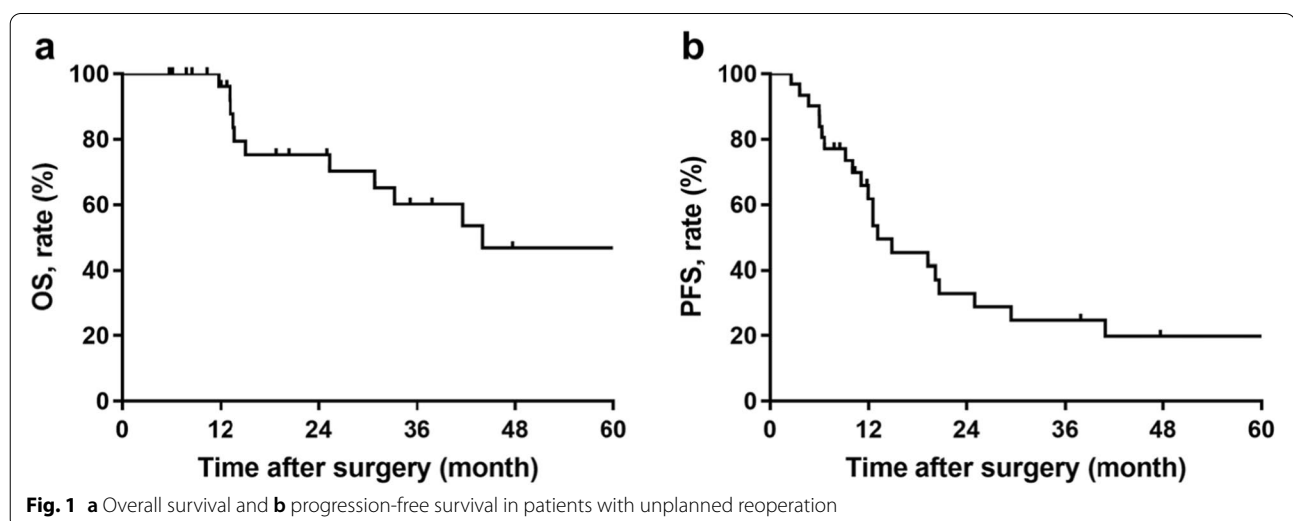 a
100
80
60
40
20
0
OS, rate (%)
0 12 24 36 48 60
Time after surgery (month)
b
100
80
60
40
20
0
PFS, rate (%)
0 12 24 36 48 60
Time after surgery (month)
Fig. 1 a Overall survival and b progression-free survival in patients with unplanned reoperation